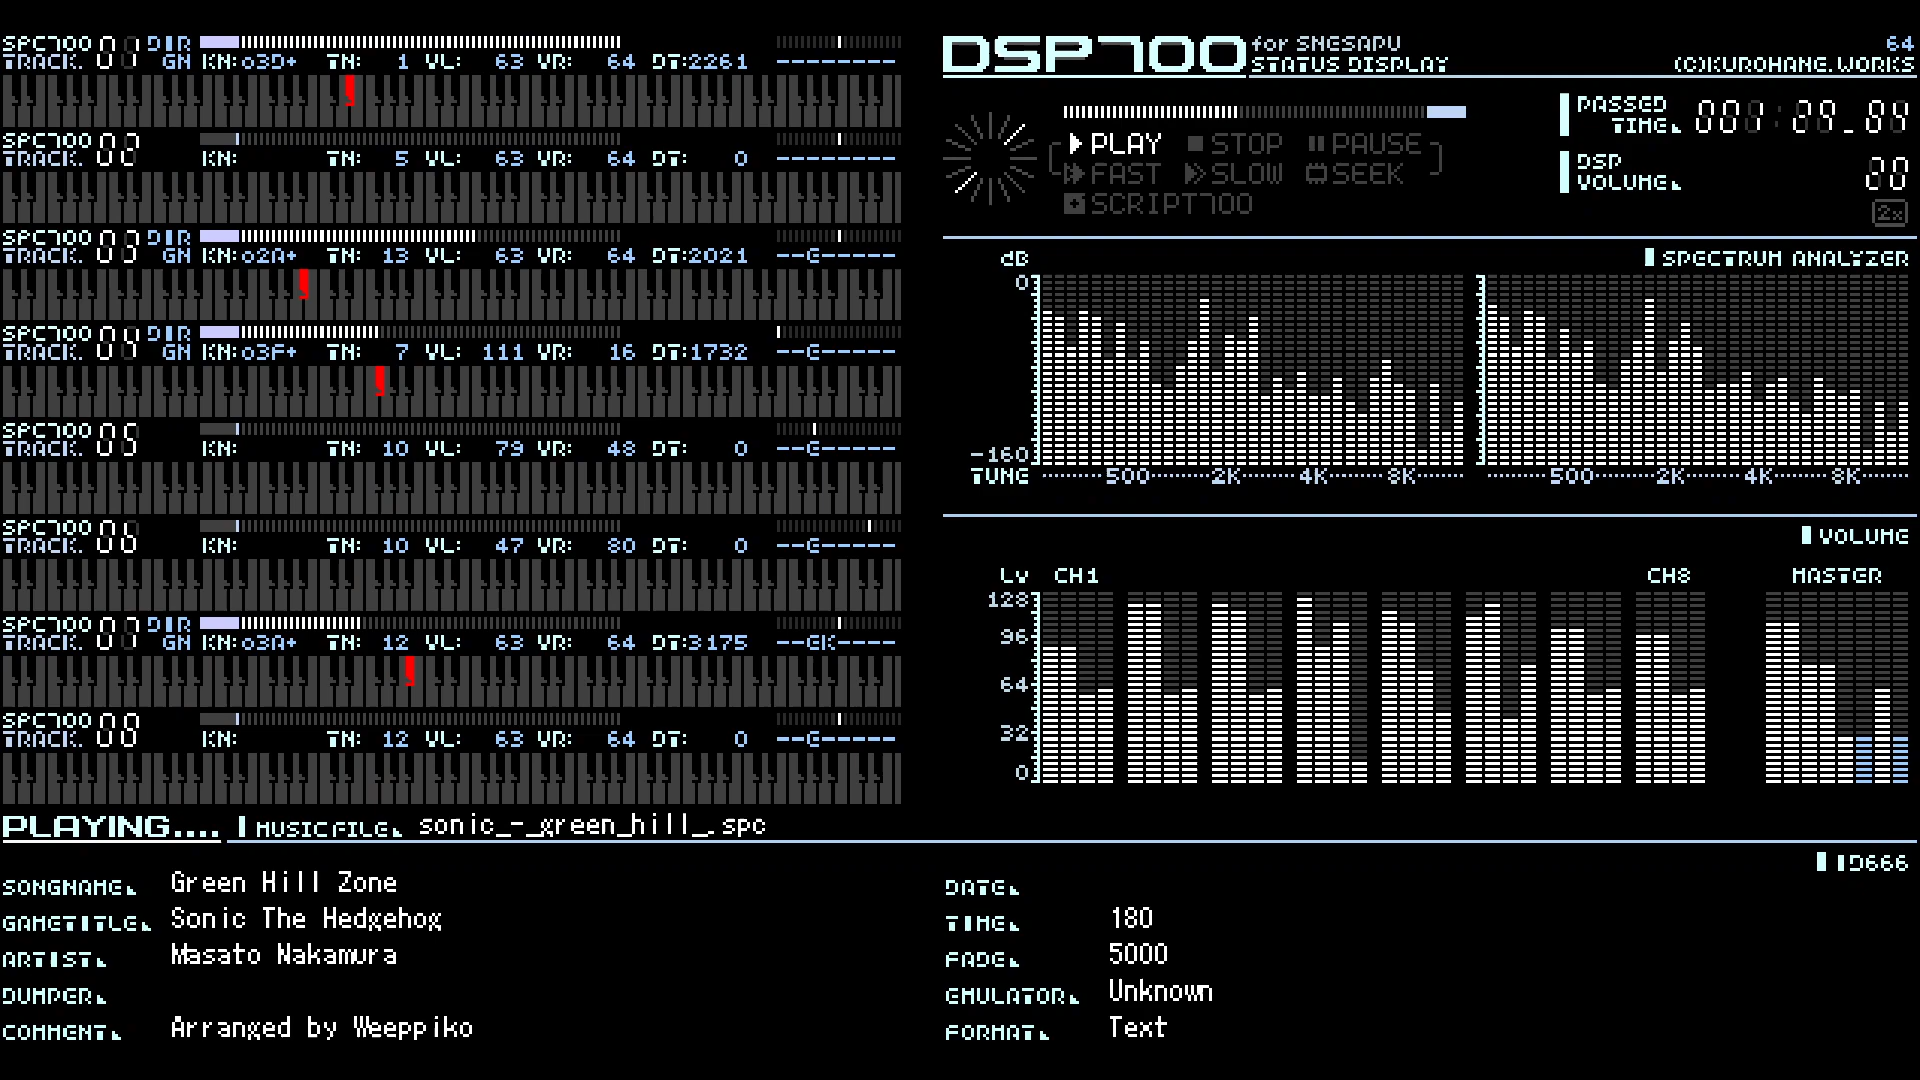 SPC700 TRACK. 01 DIR GN KN:o3D+ TN: 1 VL: 63 VR: 64 DT:2261 --------
SPC700 TRACK. 02 KN: TN: 5 VL: 63 VR: 64 DT: 0 --------
SPC700 TRACK. 03 DIR GN KN:o2A+ TN: 13 VL: 63 VR: 64 DT:2021 --E-----
SPC700 TRACK. 04 DIR GN KN:o3F+ TN: 7 VL: 111 VR: 16 DT:1732 --E-----
SPC700 TRACK. 05 KN: TN: 10 VL: 79 VR: 48 DT: 0 --E-----
SPC700 TRACK. 06 KN: TN: 10 VL: 47 VR: 80 DT: 0 --E-----
SPC700 TRACK. 07 DIR GN KN:o3A+ TN: 12 VL: 63 VR: 64 DT:3175 --EK----
SPC700 TRACK. 08 KN: TN: 12 VL: 63 VR: 64 DT: 0 --E-----
DSP700 for SNESAPU 64
STATUS DISPLAY (C)KUROHANE.WORKS
PASSED TIME
PLAY STOP PAUSE
FAST SLOW SEEK
SCRIPT700
DSP VOLUME
2x
dB SPECTRUM ANALYZER
0
-160
TUNE 500 2K 4K 8K 500 2K 4K 8K
VOLUME
Lv CH1 CH8 MASTER
128
96
64
32
0
PLAYING.... MUSICFILE sonic_-_green_hill_.spc
ID666
SONGNAME Green Hill Zone
GAMETITLE Sonic The Hedgehog
ARTIST Masato Nakamura
DUMPER
COMMENT Arranged by Weeppiko
DATE
TIME 180
FADE 5000
EMULATOR Unknown
FORMAT Text